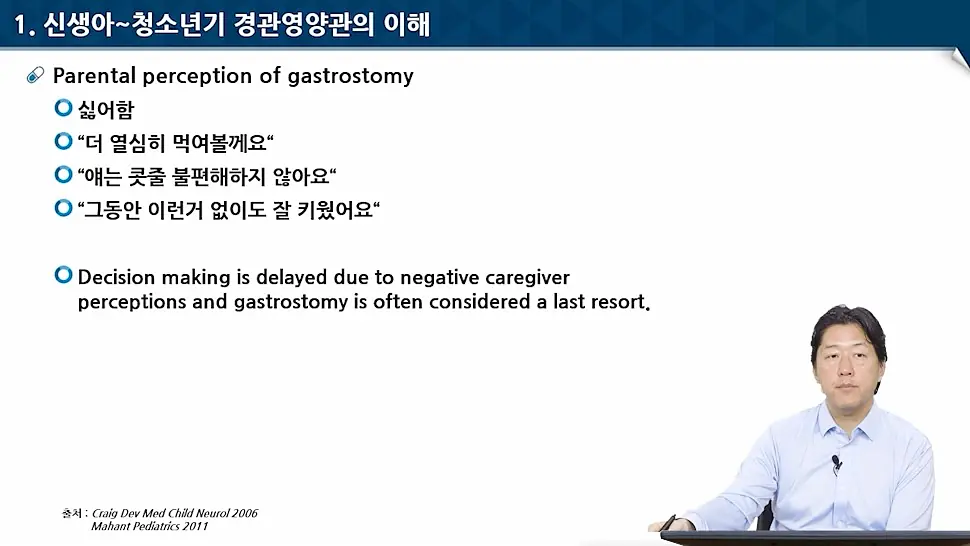 1. 신생아~청소년기 경관영양관의 이해
Parental perception of gastrostomy
싫어함
“더 열심히 먹여볼께요“
“얘는 콧줄 불편해하지 않아요“
“그동안 이런거 없이도 잘 키웠어요“
Decision making is delayed due to negative caregiver
perceptions and gastrostomy is often considered a last resort.
출처 : Craig Dev Med Child Neurol 2006
Mahant Pediatrics 2011